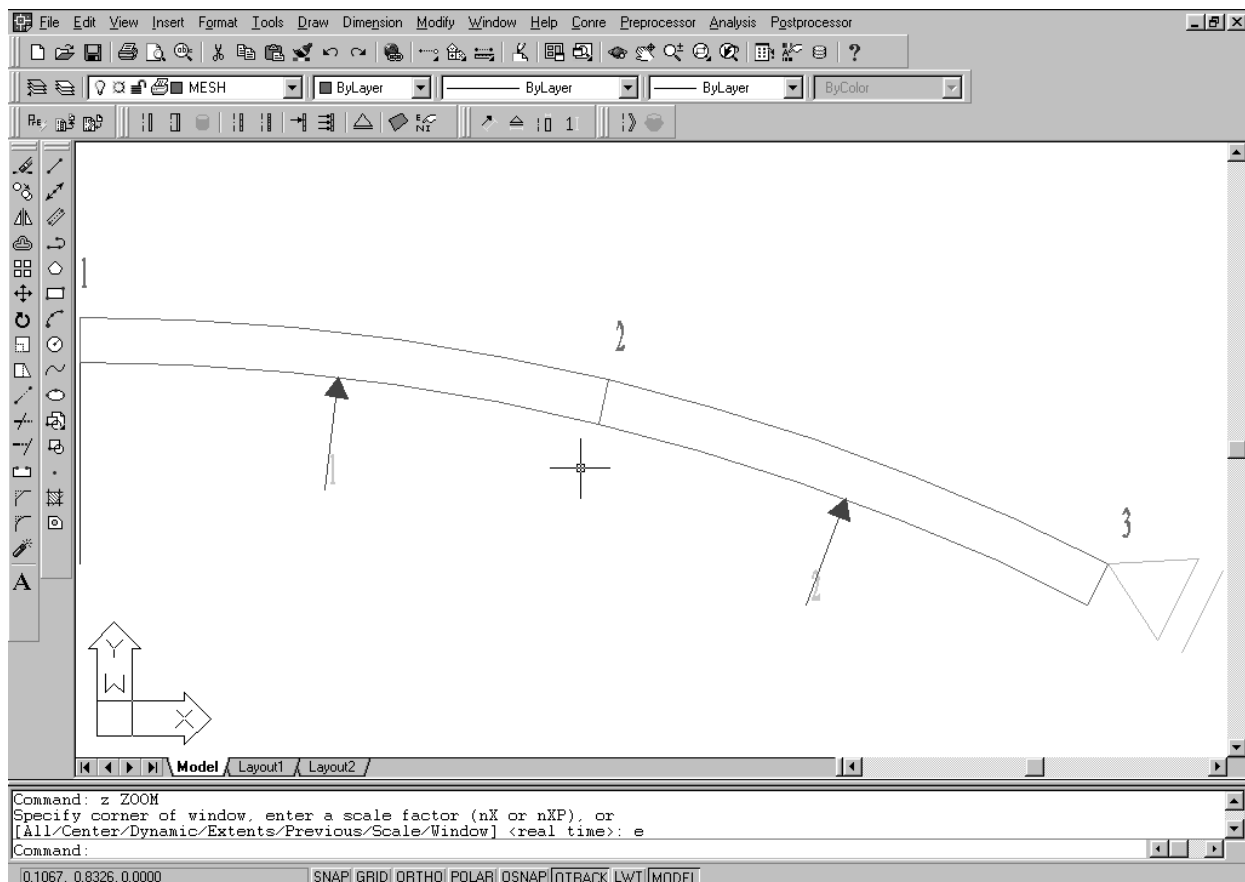 File Edit View Insert Format Tools Draw Dimension Modify Window Help Conre Preprocessor Analysis Postprocessor
MESH ByLayer ByLayer ByLayer ByColor
1
2
3
1
2
Y
W
X
A
Model Layout1 Layout2
Command: z ZOOM
Specify corner of window, enter a scale factor (nX or nXP), or
[All/Center/Dynamic/Extents/Previous/Scale/Window] <real time>: e
Command:
0.1067, 0.8326, 0.0000 SNAP GRID ORTHO POLAR OSNAP OTRACK LWT MODEL